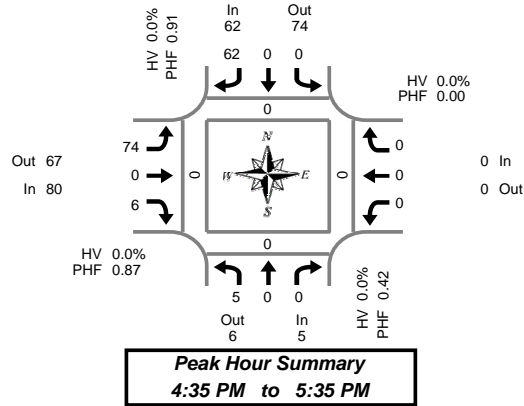 In Out
62 74
62 0 0
HV 0.0%
PHF 0.91
HV 0.0%
PHF 0.00
0
74
0
6
0
0
0
0
0
Out 67
In 80
0 In
0 Out
N
W E
S
0
HV 0.0%
PHF 0.87
HV 0.0%
PHF 0.42
5 0 0
Out In
6 5
Peak Hour Summary
4:35 PM to 5:35 PM